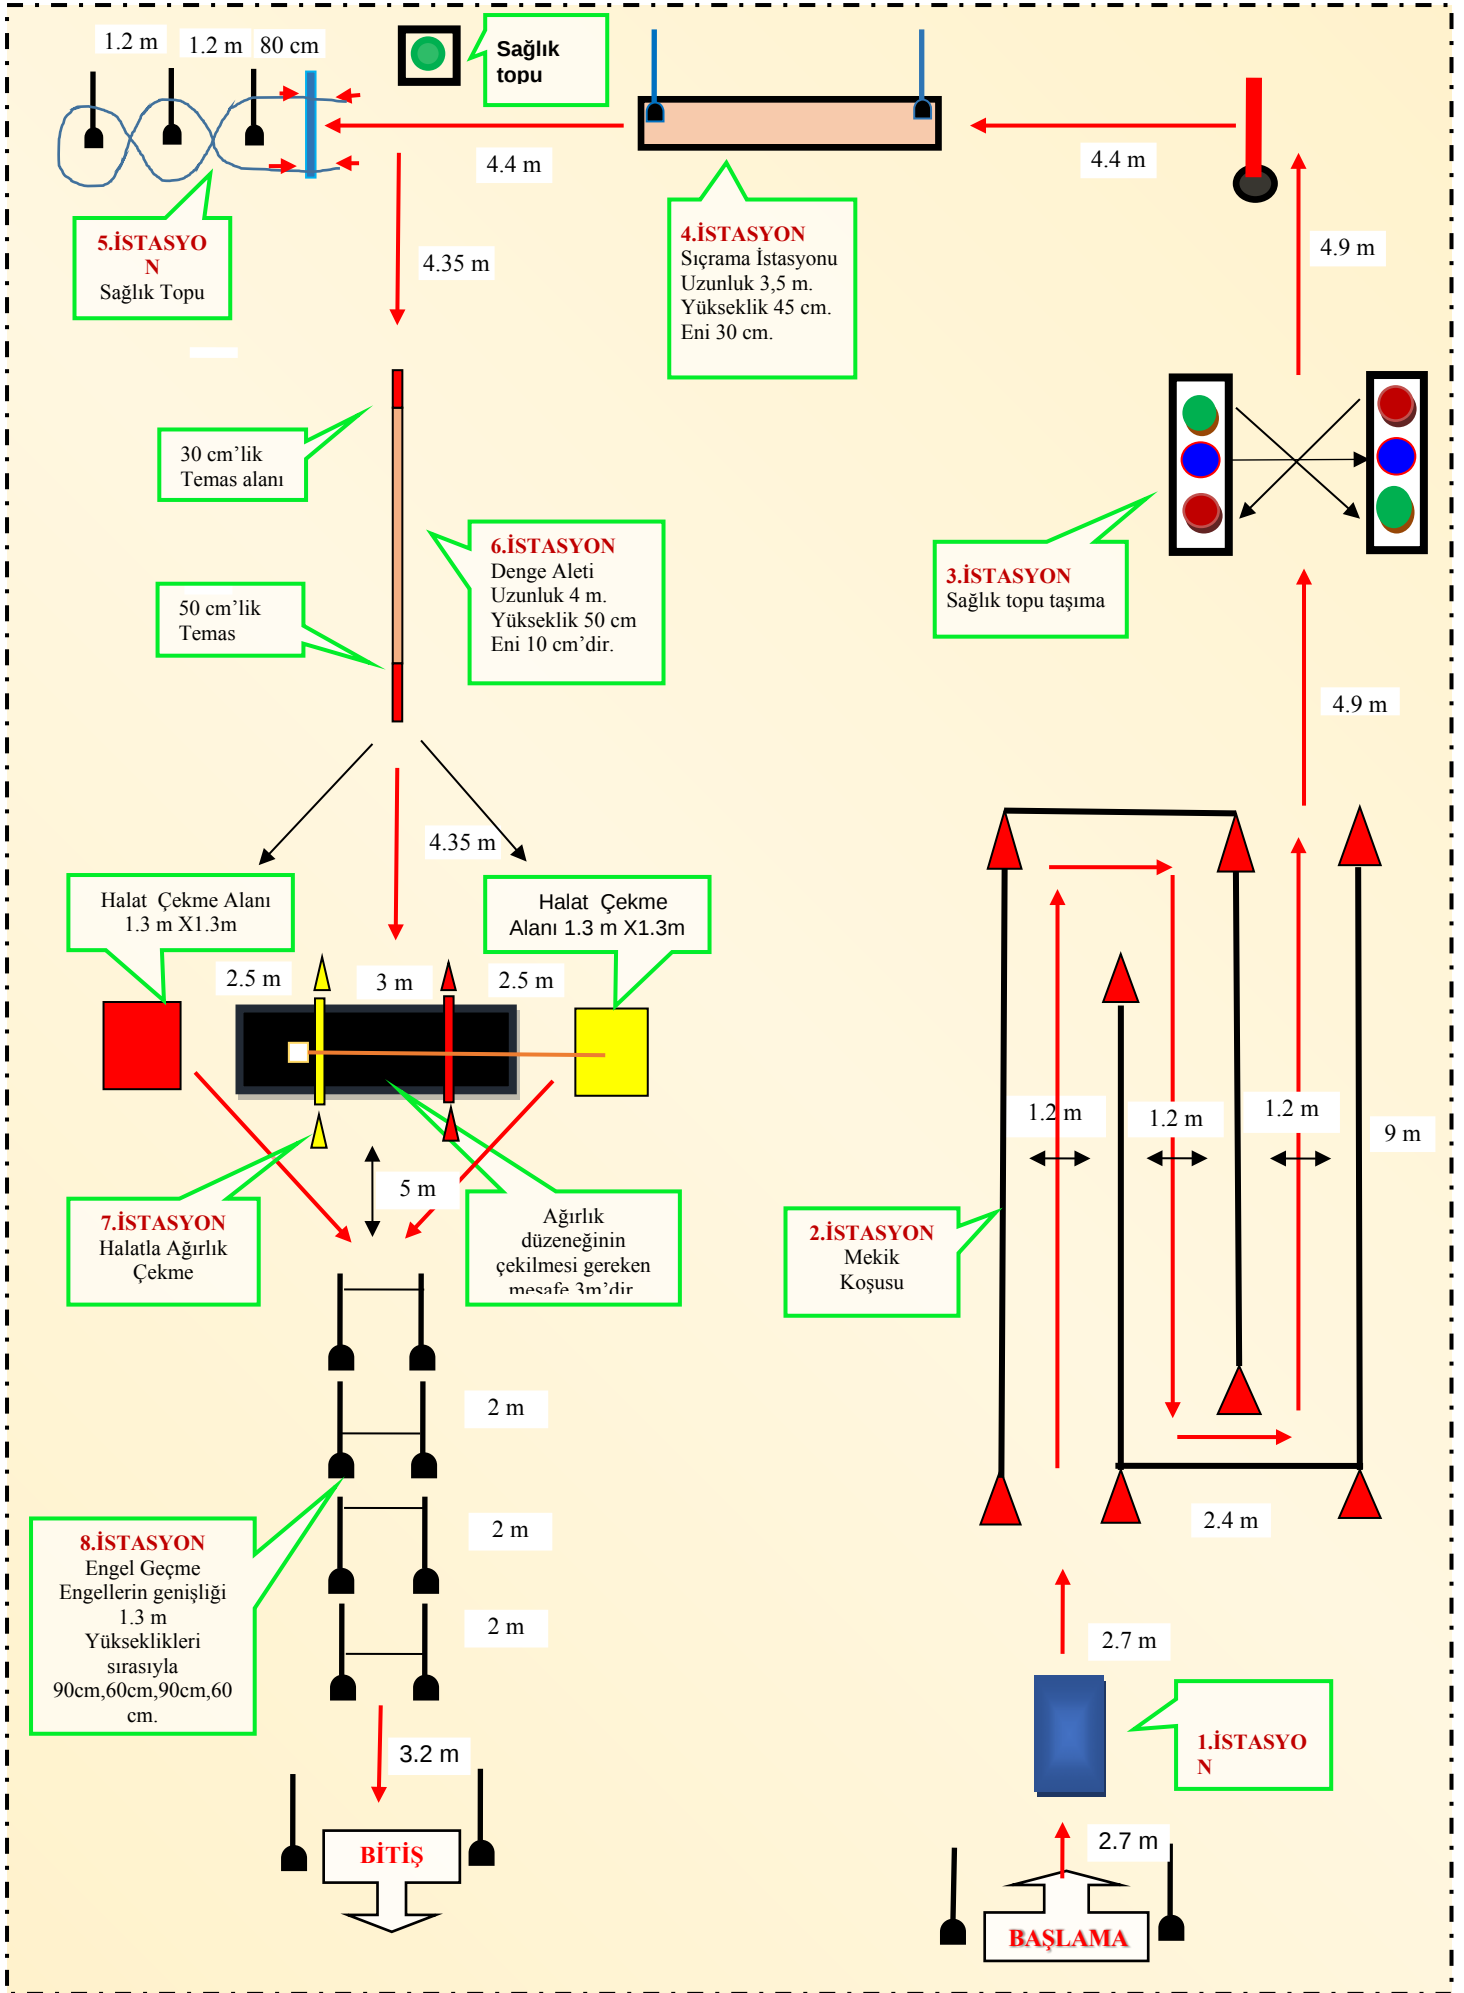 1.2 m
1.2 m
80 cm
Sağlık
topu
4.4 m
4.4 m
5.İSTASYO
N
Sağlık Topu
4.İSTASYON
Sıçrama İstasyonu
Uzunluk 3,5 m.
Yükseklik 45 cm.
Eni 30 cm.
4.35 m
4.9 m
30 cm’lik
Temas alanı
6.İSTASYON
Denge Aleti
Uzunluk 4 m.
Yükseklik 50 cm
Eni 10 cm’dir.
3.İSTASYON
Sağlık topu taşıma
50 cm’lik
Temas
4.9 m
4.35 m
Halat Çekme Alanı
1.3 m X1.3m
Halat Çekme
Alanı 1.3 m X1.3m
2.5 m
3 m
2.5 m
1.2 m
1.2 m
1.2 m
9 m
5 m
7.İSTASYON
Halatla Ağırlık
Çekme
Ağırlık
düzeneğinin
çekilmesi gereken
mesafe 3m’dir
2.İSTASYON
Mekik
Koşusu
2 m
2 m
2 m
2.4 m
8.İSTASYON
Engel Geçme
Engellerin genişliği
1.3 m
Yükseklikleri
sırasıyla
90cm,60cm,90cm,60
cm.
2.7 m
1.İSTASYO
N
3.2 m
2.7 m
BİTİŞ
BAŞLAMA